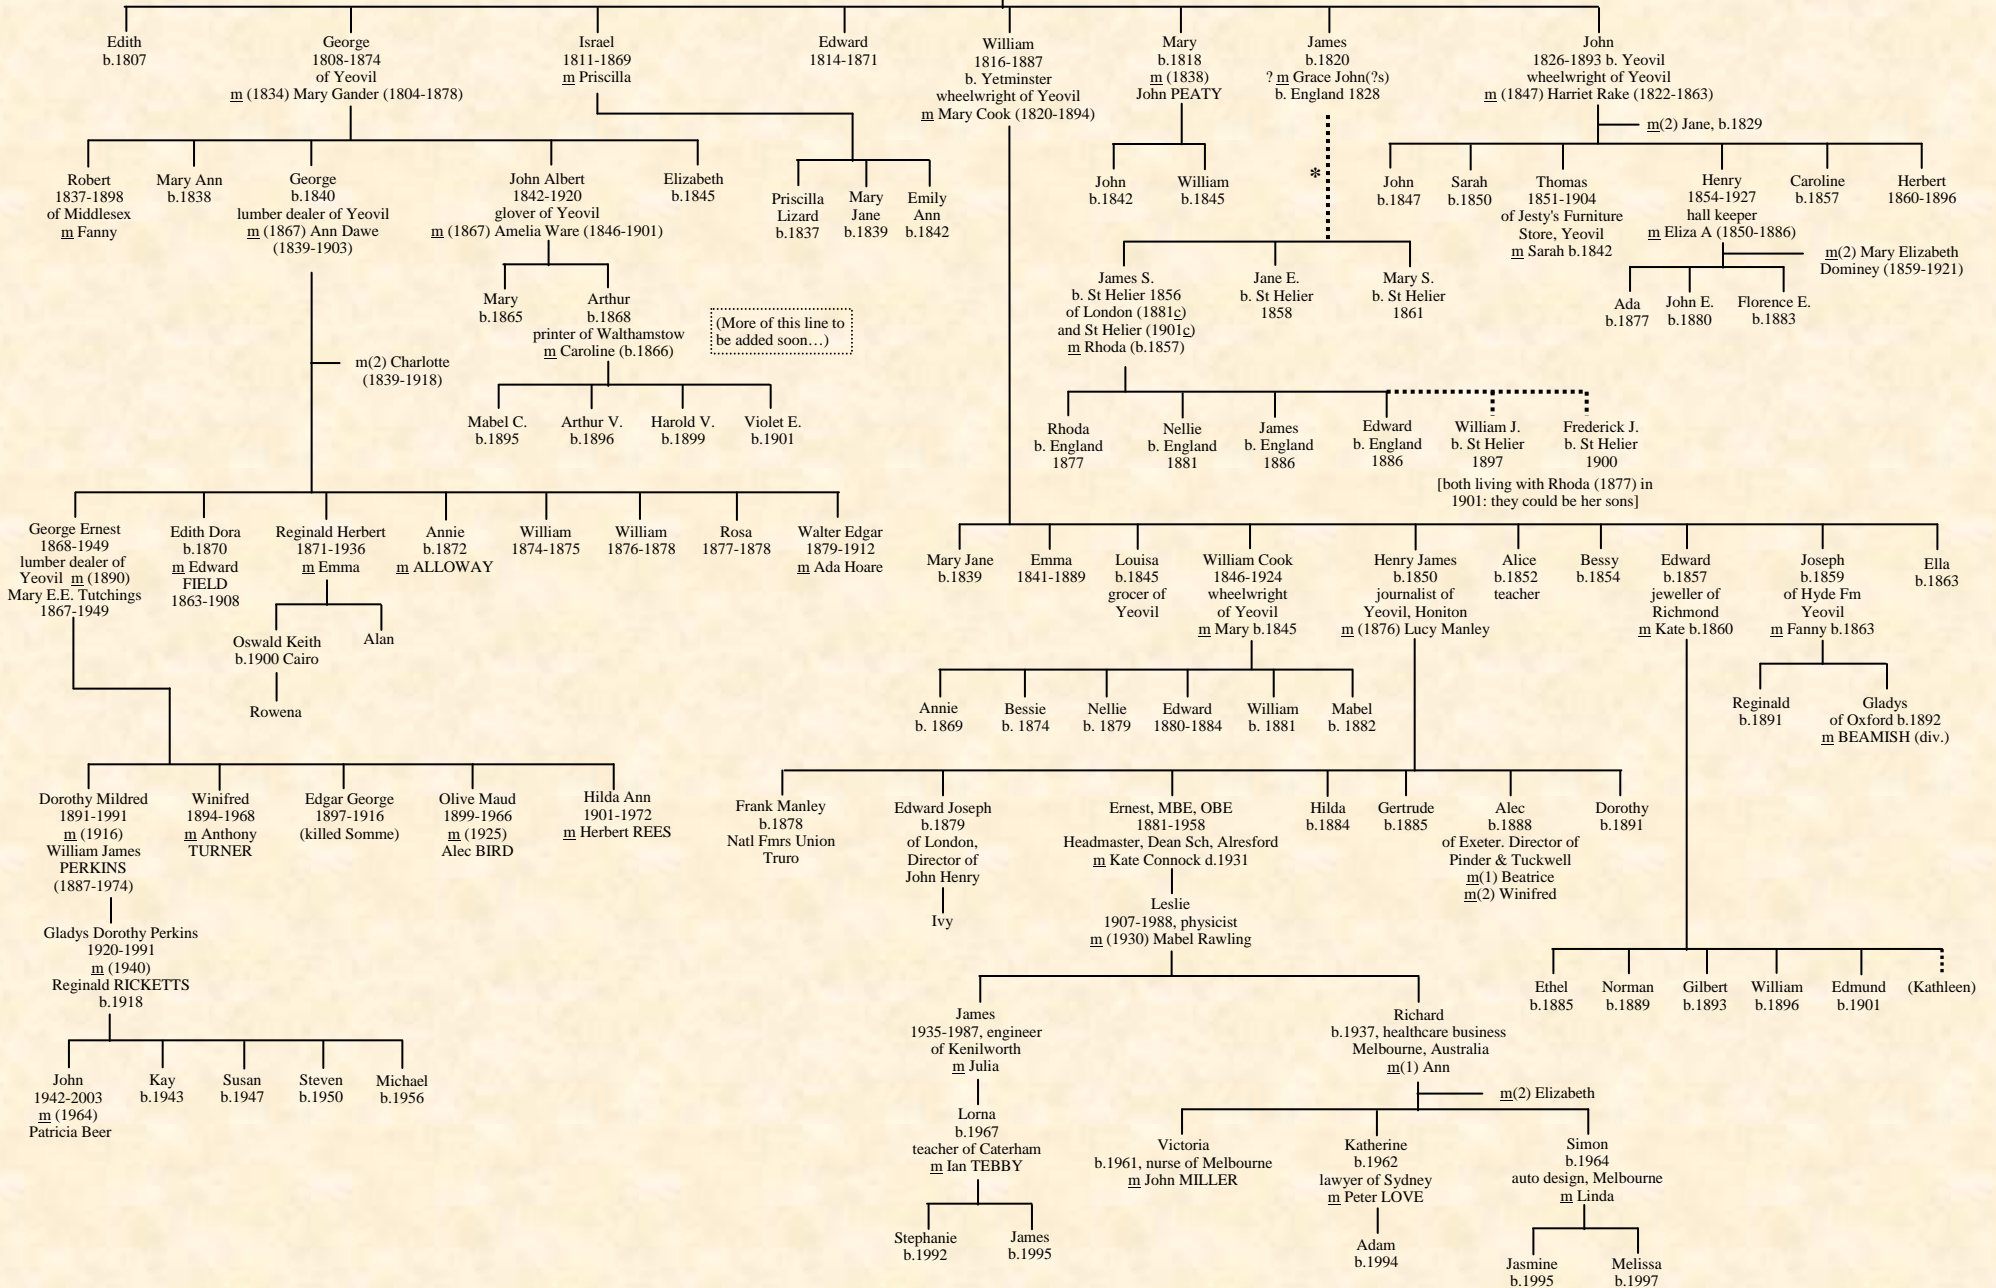 Edith
b.1807
George
1808-1874
of Yeovil
m (1834) Mary Gander (1804-1878)
Israel
1811-1869
m Priscilla
Edward
1814-1871
William
1816-1887
b. Yetminster
wheelwright of Yeovil
m Mary Cook (1820-1894)
Mary
b.1818
m (1838)
John PEATY
James
b.1820
? m Grace John(?s)
b. England 1828
John
1826-1893 b. Yeovil
wheelwright of Yeovil
m (1847) Harriet Rake (1822-1863)
m(2) Jane, b.1829
Robert
1837-1898
of Middlesex
m Fanny
Mary Ann
b.1838
George
b.1840
lumber dealer of Yeovil
m (1867) Ann Dawe
(1839-1903)
John Albert
1842-1920
glover of Yeovil
m (1867) Amelia Ware (1846-1901)
Elizabeth
b.1845
Priscilla
Lizard
b.1837
Mary
Jane
b.1839
Emily
Ann
b.1842
John
b.1842
William
b.1845
*
John
b.1847
Sarah
b.1850
Thomas
1851-1904
of Jesty's Furniture
Store, Yeovil
m Sarah b.1842
Henry
1854-1927
hall keeper
m Eliza A (1850-1886)
Caroline
b.1857
Herbert
1860-1896
m(2) Mary Elizabeth
Dominey (1859-1921)
Mary
b.1865
Arthur
b.1868
printer of Walthamstow
m Caroline (b.1866)
(More of this line to
be added soon…)
James S.
b. St Helier 1856
of London (1881c)
and St Helier (1901c)
m Rhoda (b.1857)
Jane E.
b. St Helier
1858
Mary S.
b. St Helier
1861
Ada
b.1877
John E.
b.1880
Florence E.
b.1883
m(2) Charlotte
(1839-1918)
Mabel C.
b.1895
Arthur V.
b.1896
Harold V.
b.1899
Violet E.
b.1901
Rhoda
b. England
1877
Nellie
b. England
1881
James
b. England
1886
Edward
b. England
1886
William J.
b. St Helier
1897
Frederick J.
b. St Helier
1900
[both living with Rhoda (1877) in
1901: they could be her sons]
George Ernest
1868-1949
lumber dealer of
Yeovil m (1890)
Mary E.E. Tutchings
1867-1949
Edith Dora
b.1870
m Edward
FIELD
1863-1908
Reginald Herbert
1871-1936
m Emma
Annie
b.1872
m ALLOWAY
William
1874-1875
William
1876-1878
Rosa
1877-1878
Walter Edgar
1879-1912
m Ada Hoare
Oswald Keith
b.1900 Cairo
Alan
Rowena
Mary Jane
b.1839
Emma
1841-1889
Louisa
b.1845
grocer of
Yeovil
William Cook
1846-1924
wheelwright
of Yeovil
m Mary b.1845
Henry James
b.1850
journalist of
Yeovil, Honiton
m (1876) Lucy Manley
Alice
b.1852
teacher
Bessy
b.1854
Edward
b.1857
jeweller of
Richmond
m Kate b.1860
Joseph
b.1859
of Hyde Fm
Yeovil
m Fanny b.1863
Ella
b.1863
Annie
b. 1869
Bessie
b. 1874
Nellie
b. 1879
Edward
1880-1884
William
b. 1881
Mabel
b. 1882
Reginald
b.1891
Gladys
of Oxford b.1892
m BEAMISH (div.)
Dorothy Mildred
1891-1991
m (1916)
William James
PERKINS
(1887-1974)
Winifred
1894-1968
m Anthony
TURNER
Edgar George
1897-1916
(killed Somme)
Olive Maud
1899-1966
m (1925)
Alec BIRD
Hilda Ann
1901-1972
m Herbert REES
Frank Manley
b.1878
Natl Fmrs Union
Truro
Edward Joseph
b.1879
of London,
Director of
John Henry
Ivy
Ernest, MBE, OBE
1881-1958
Headmaster, Dean Sch, Alresford
m Kate Connock d.1931
Hilda
b.1884
Gertrude
b.1885
Alec
b.1888
of Exeter. Director of
Pinder & Tuckwell
m(1) Beatrice
m(2) Winifred
Dorothy
b.1891
Leslie
1907-1988, physicist
m (1930) Mabel Rawling
Gladys Dorothy Perkins
1920-1991
m (1940)
Reginald RICKETTS
b.1918
Ethel
b.1885
Norman
b.1889
Gilbert
b.1893
William
b.1896
Edmund
b.1901
(Kathleen)
James
1935-1987, engineer
of Kenilworth
m Julia
Richard
b.1937, healthcare business
Melbourne, Australia
m(1) Ann
m(2) Elizabeth
John
1942-2003
m (1964)
Patricia Beer
Kay
b.1943
Susan
b.1947
Steven
b.1950
Michael
b.1956
Lorna
b.1967
teacher of Caterham
m Ian TEBBY
Victoria
b.1961, nurse of Melbourne
m John MILLER
Katherine
b.1962
lawyer of Sydney
m Peter LOVE
Simon
b.1964
auto design, Melbourne
m Linda
Stephanie
b.1992
James
b.1995
Adam
b.1994
Jasmine
b.1995
Melissa
b.1997